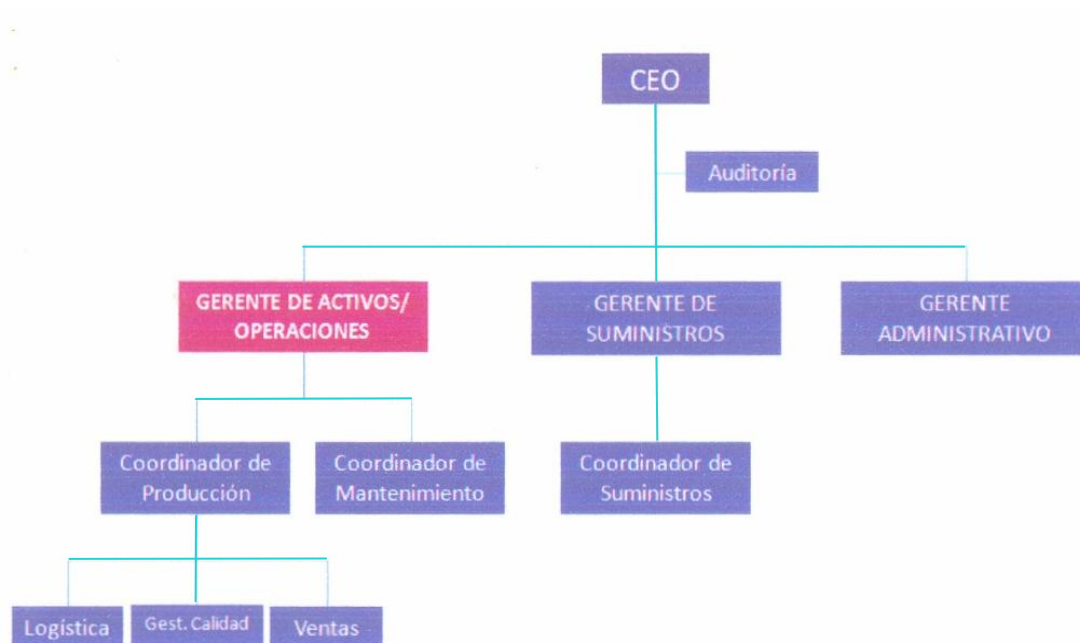 CEO
Auditoría
GERENTE DE ACTIVOS/
OPERACIONES
GERENTE DE
SUMINISTROS
GERENTE
ADMINISTRATIVO
Coordinador de
Producción
Coordinador de
Mantenimiento
Coordinador de
Suministros
Logística
Gest. Calidad
Ventas